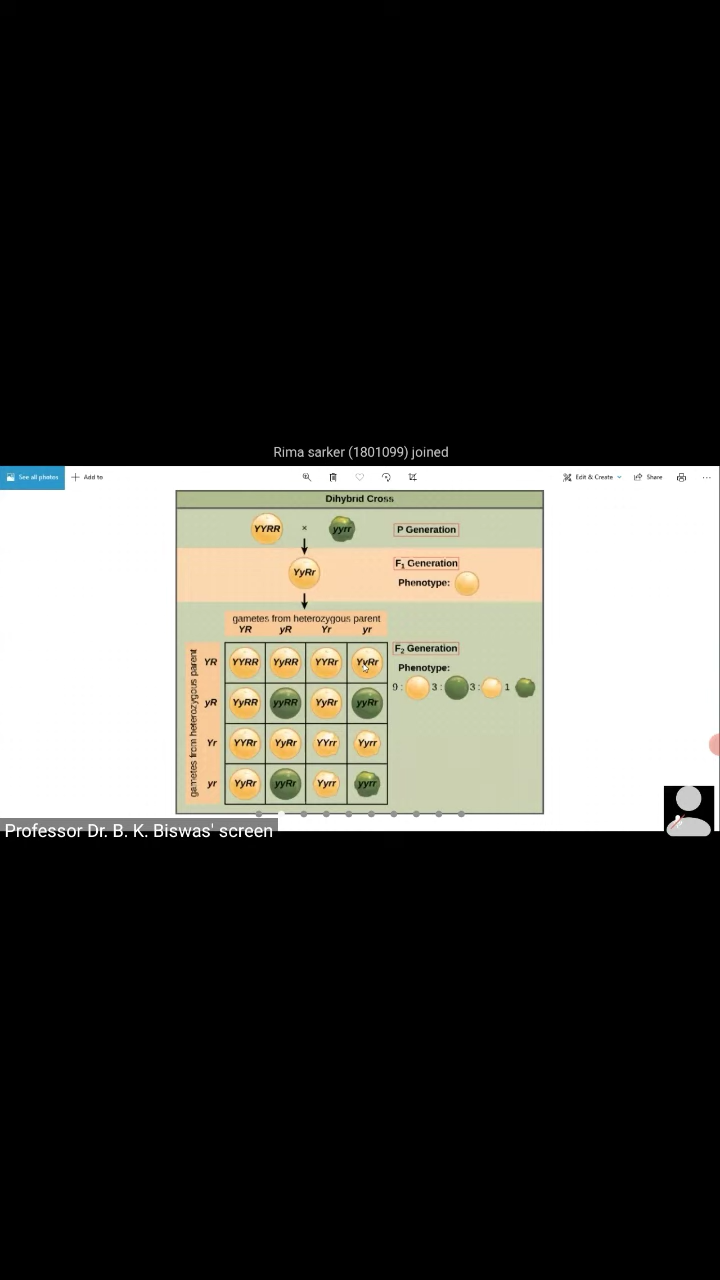 Rima sarker (1801099) joined
See all photos
Add to
Edit & Create
Share
Dihybrid Cross
YYRR × yyrr P Generation
F1 Generation
YyRr Phenotype:
gametes from heterozygous parent
YR yR Yr yr
gametes from heterozygous parent
YR YYRR YyRR YYRr YyRr
yR YyRR yyRR YyRr yyRr
Yr YYRr YyRr YYrr Yyrr
yr YyRr yyRr Yyrr yyrr
F2 Generation
Phenotype:
9 : 3 : 3 : 1
Professor Dr. B. K. Biswas' screen